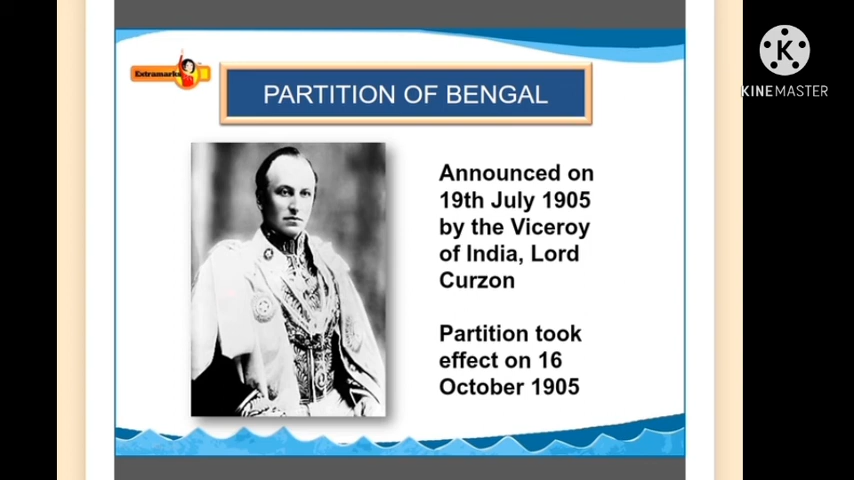 Extramarks
PARTITION OF BENGAL
Announced on
19th July 1905
by the Viceroy
of India, Lord
Curzon
Partition took
effect on 16
October 1905
K
KINEMASTER